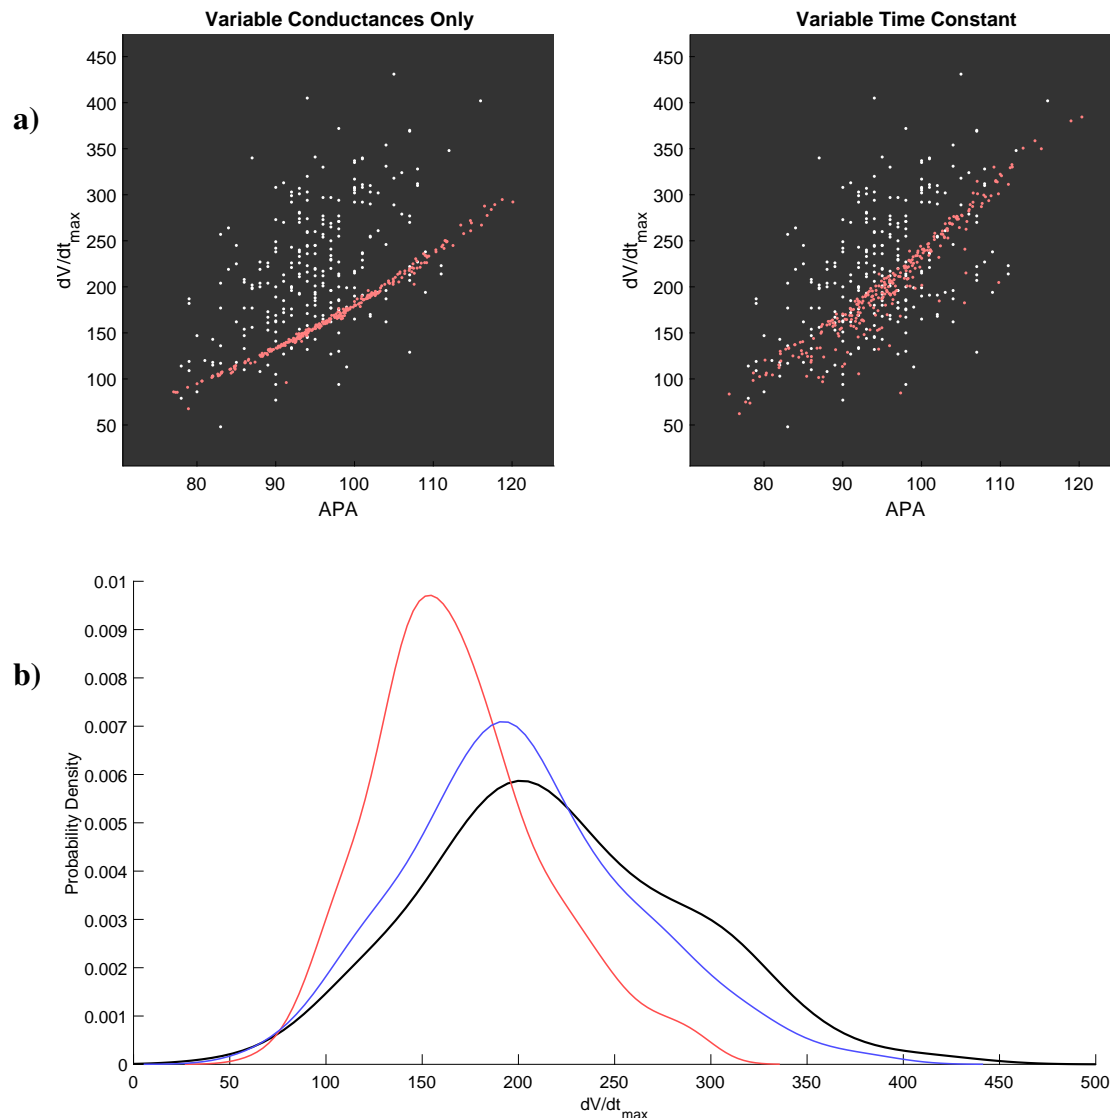 Variable Conductances Only
Variable Time Constant
a)
450
400
350
300
250
200
150
100
50
dV/dt_max
80 90 100 110 120
APA
450
400
350
300
250
200
150
100
50
dV/dt_max
80 90 100 110 120
APA
b)
0.01
0.009
0.008
0.007
0.006
0.005
0.004
0.003
0.002
0.001
0
Probability Density
0 50 100 150 200 250 300 350 400 450 500
dV/dt_max